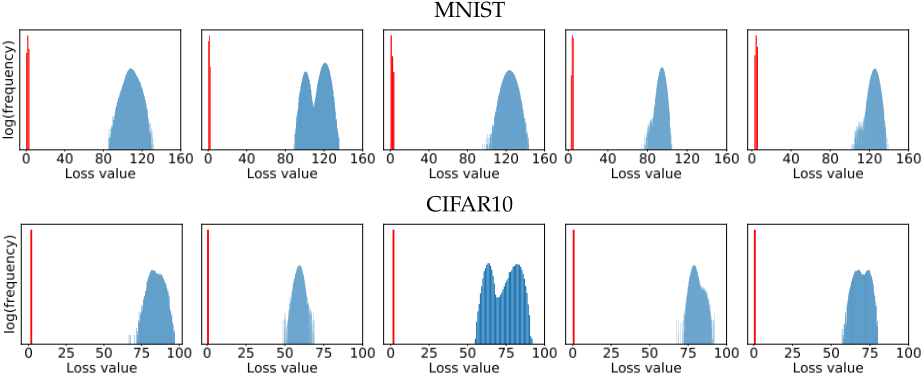 MNIST
log(frequency)
0 40 80 120 160 0 40 80 120 160 0 40 80 120 160 0 40 80 120 160 0 40 80 120 160
Loss value Loss value Loss value Loss value Loss value
CIFAR10
log(frequency)
0 25 50 75 100 0 25 50 75 100 0 25 50 75 100 0 25 50 75 100 0 25 50 75 100
Loss value Loss value Loss value Loss value Loss value